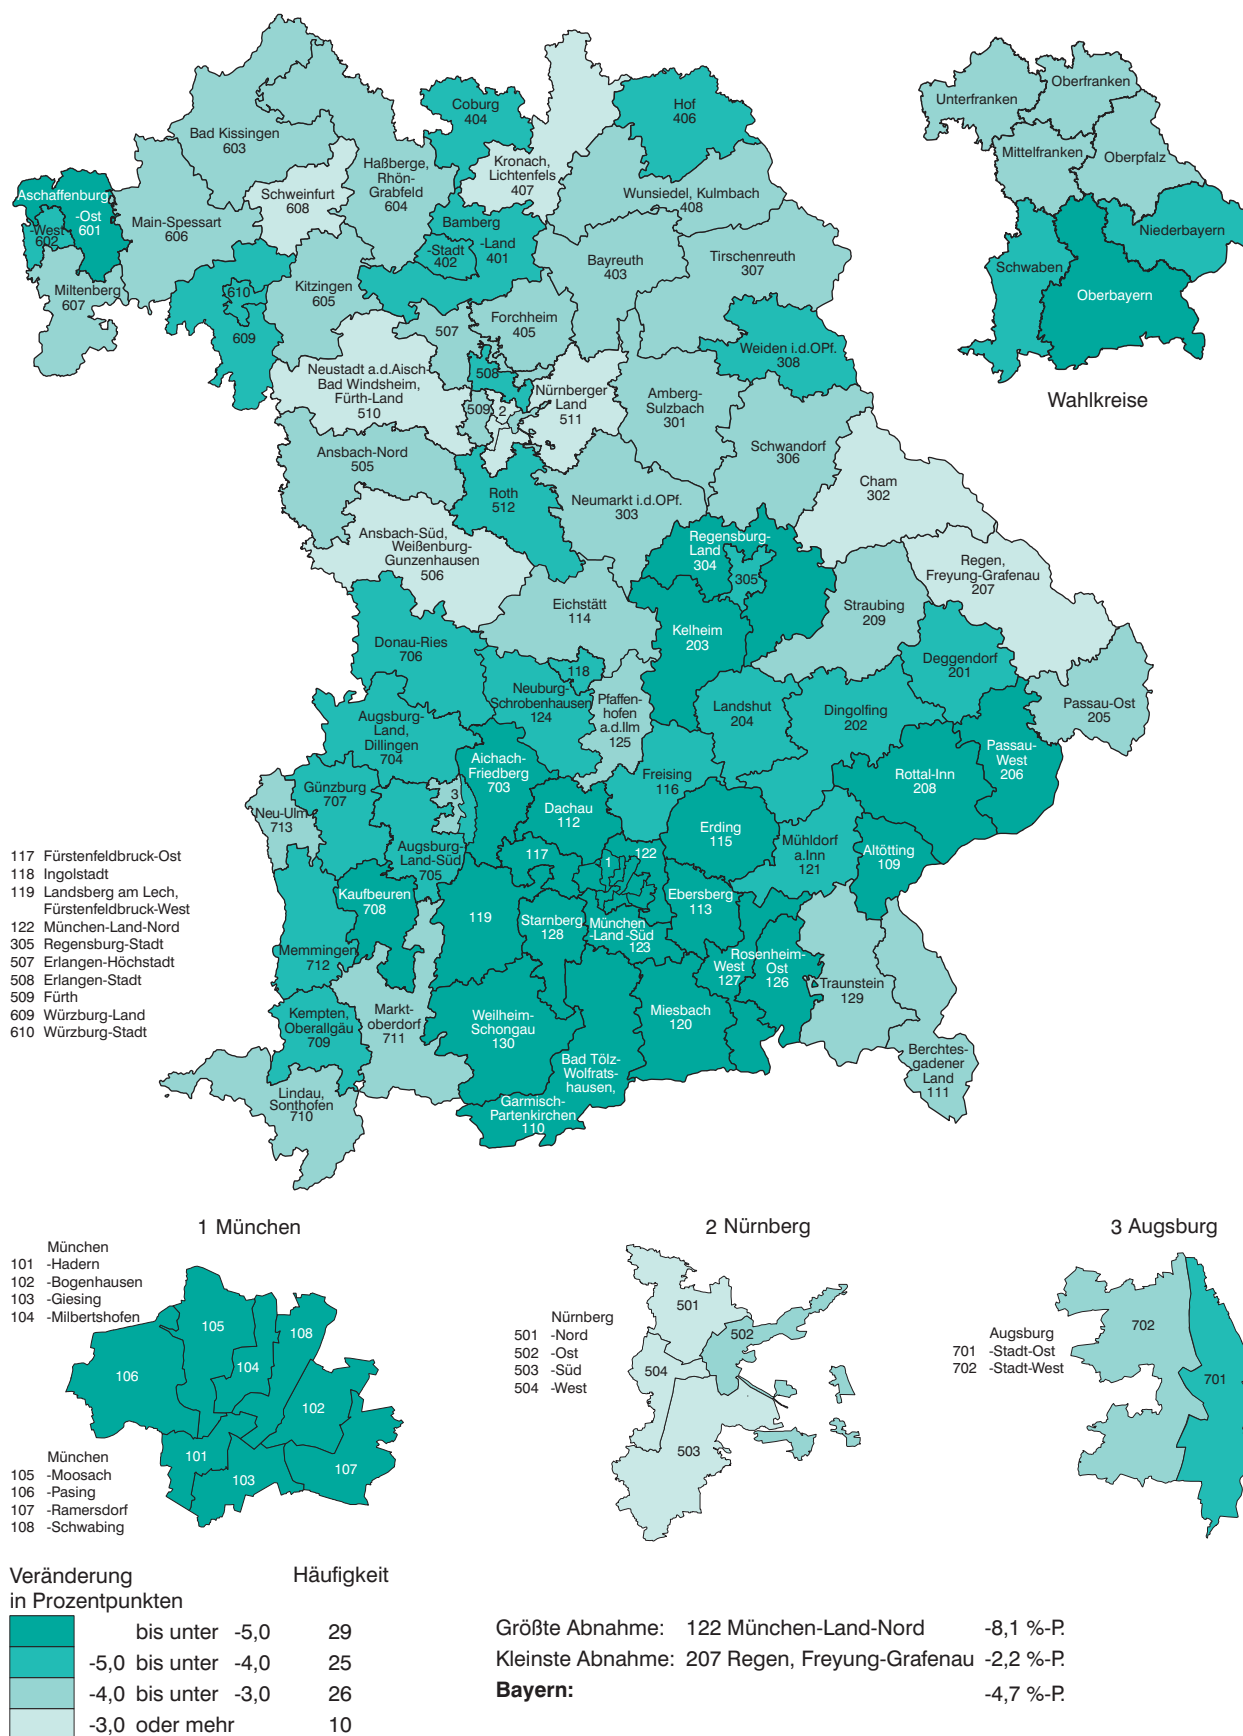 Coburg
404
Hof
406
Oberfranken
Unterfranken
Bad Kissingen
603
Mittelfranken
Oberpfalz
Haßberge,
Rhön-
Grabfeld
604
Kronach,
Lichtenfels
407
Schweinfurt
608
Wunsiedel, Kulmbach
408
Aschaffenburg
-Ost
601
-West
602
Main-Spessart
606
Bamberg
-Land
401
-Stadt
402
Niederbayern
Bayreuth
403
Tirschenreuth
307
Schwaben
Miltenberg
607
Kitzingen
605
610
Oberbayern
Forchheim
405
609
507
Weiden i.d.OPf.
308
Neustadt a.d.Aisch
Bad Windsheim,
Fürth-Land
510
508
Nürnberger
Land
511
Amberg-
Sulzbach
301
Wahlkreise
509
2
Schwandorf
306
Ansbach-Nord
505
Cham
302
Roth
512
Neumarkt i.d.OPf.
303
Ansbach-Süd,
Weißenburg-
Gunzenhausen
506
Regensburg-
Land
304
305
Regen,
Freyung-Grafenau
207
Eichstätt
114
Straubing
209
Kelheim
203
Donau-Ries
706
Deggendorf
201
118
Neuburg-
Schrobenhausen
124
Pfaffen-
hofen
a.d.Ilm
125
Landshut
204
Dingolfing
202
Passau-Ost
205
Augsburg-
Land,
Dillingen
704
Passau-
West
206
Aichach-
Friedberg
703
Freising
116
Rottal-Inn
208
Günzburg
707
3
Dachau
112
Neu-Ulm
713
Erding
115
Mühldorf
a.Inn
121
Altötting
109
Augsburg-
Land-Süd
705
117
1
122
117 Fürstenfeldbruck-Ost
118 Ingolstadt
119 Landsberg am Lech,
Fürstenfeldbruck-West
122 München-Land-Nord
305 Regensburg-Stadt
507 Erlangen-Höchstadt
508 Erlangen-Stadt
509 Fürth
609 Würzburg-Land
610 Würzburg-Stadt
Kaufbeuren
708
Ebersberg
113
119
Starnberg
128
München
-Land-Süd
123
Memmingen
712
Rosenheim-
Ost
126
West
127
Traunstein
129
Kempten,
Oberallgäu
709
Markt-
oberdorf
711
Weilheim-
Schongau
130
Miesbach
120
Bad Tölz-
Wolfrats-
hausen,
Garmisch-
Partenkirchen
110
Berchtes-
gadener
Land
111
Lindau,
Sonthofen
710
1 München
2 Nürnberg
3 Augsburg
München
101 -Hadern
102 -Bogenhausen
103 -Giesing
104 -Milbertshofen
105
108
104
106
102
101
103
107
München
105 -Moosach
106 -Pasing
107 -Ramersdorf
108 -Schwabing
Nürnberg
501 -Nord
502 -Ost
503 -Süd
504 -West
501
502
504
503
Augsburg
701 -Stadt-Ost
702 -Stadt-West
702
701
Veränderung
in Prozentpunkten
Häufigkeit
bis unter -5,0 29
-5,0 bis unter -4,0 25
-4,0 bis unter -3,0 26
-3,0 oder mehr 10
Größte Abnahme: 122 München-Land-Nord -8,1 %-P.
Kleinste Abnahme: 207 Regen, Freyung-Grafenau -2,2 %-P.
Bayern: -4,7 %-P.